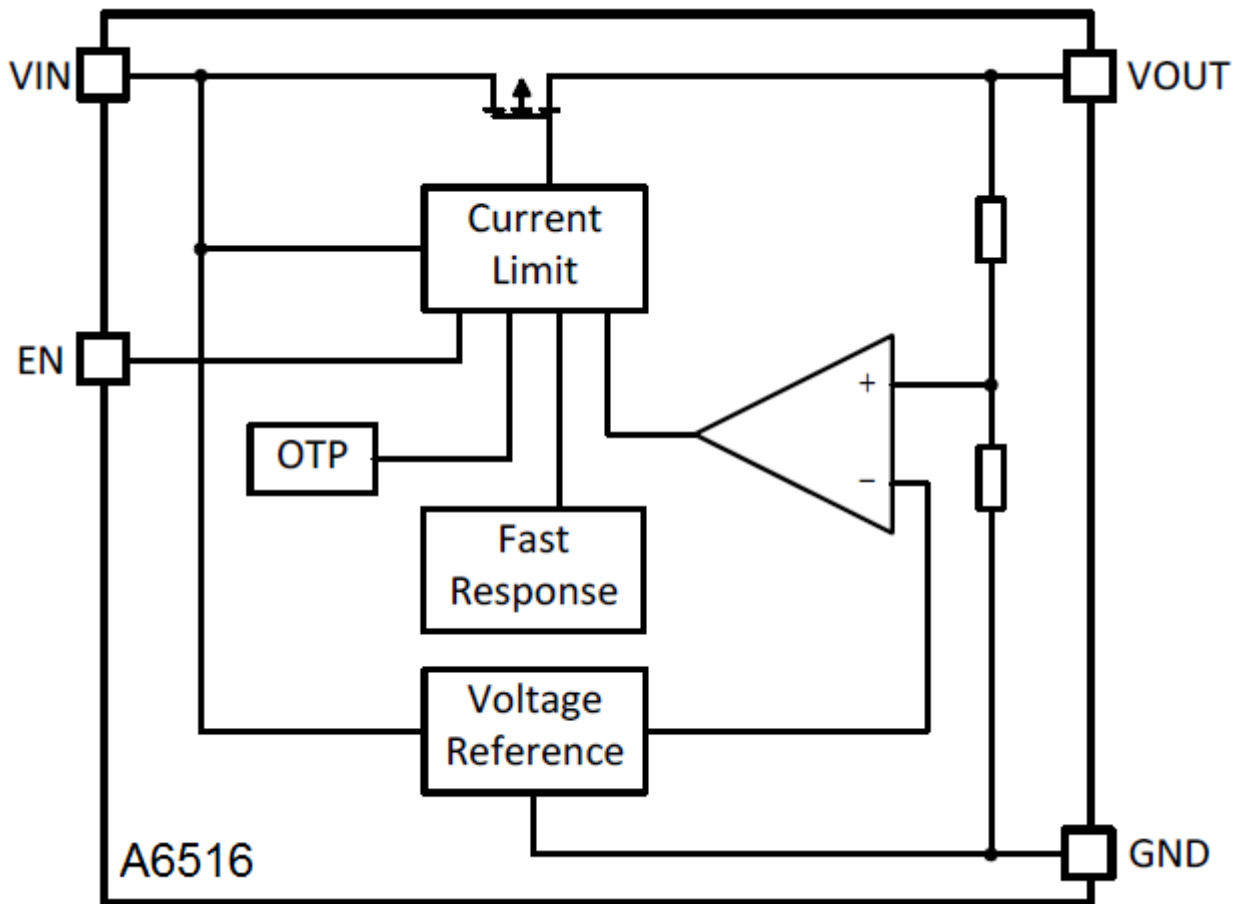 VIN
VOUT
Current
Limit
EN
+
OTP
−
Fast
Response
Voltage
Reference
A6516
GND